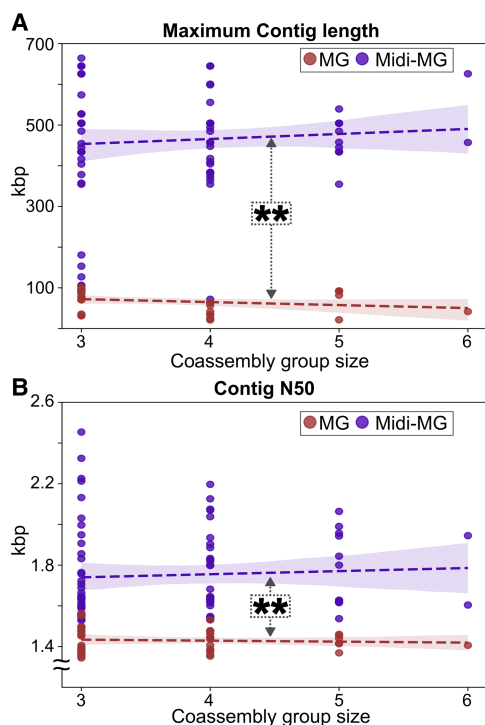 A Maximum Contig length
MG Midi-MG
700
500
300
100
kbp
**
3 4 5 6
Coassembly group size
B Contig N50
MG Midi-MG
2.6
2.2
1.8
1.4
kbp
**
3 4 5 6
Coassembly group size